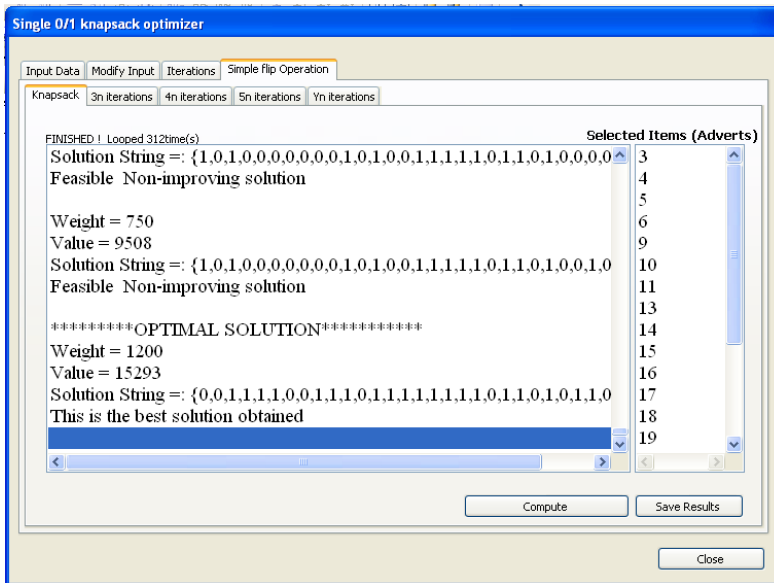 Single 0/1 knapsack optimizer
Input Data Modify Input Iterations Simple flip Operation
Knapsack 3n iterations 4n iterations 5n iterations Yn iterations
FINISHED ! Looped 312time(s)
Selected Items (Adverts)
Solution String =: {1,0,1,0,0,0,0,0,0,0,1,0,1,0,0,1,1,1,1,1,0,1,1,0,1,0,0,0,0
Feasible Non-improving solution
Weight = 750
Value = 9508
Solution String =: {1,0,1,0,0,0,0,0,0,0,1,0,1,0,0,1,1,1,1,1,0,1,1,0,1,0,0,1,0
Feasible Non-improving solution
*********OPTIMAL SOLUTION***********
Weight = 1200
Value = 15293
Solution String =: {0,0,1,1,1,1,0,0,1,1,1,0,1,1,1,1,1,1,1,1,0,1,1,0,1,0,1,1,0
This is the best solution obtained
3
4
5
6
9
10
11
13
14
15
16
17
18
19
Compute
Save Results
Close